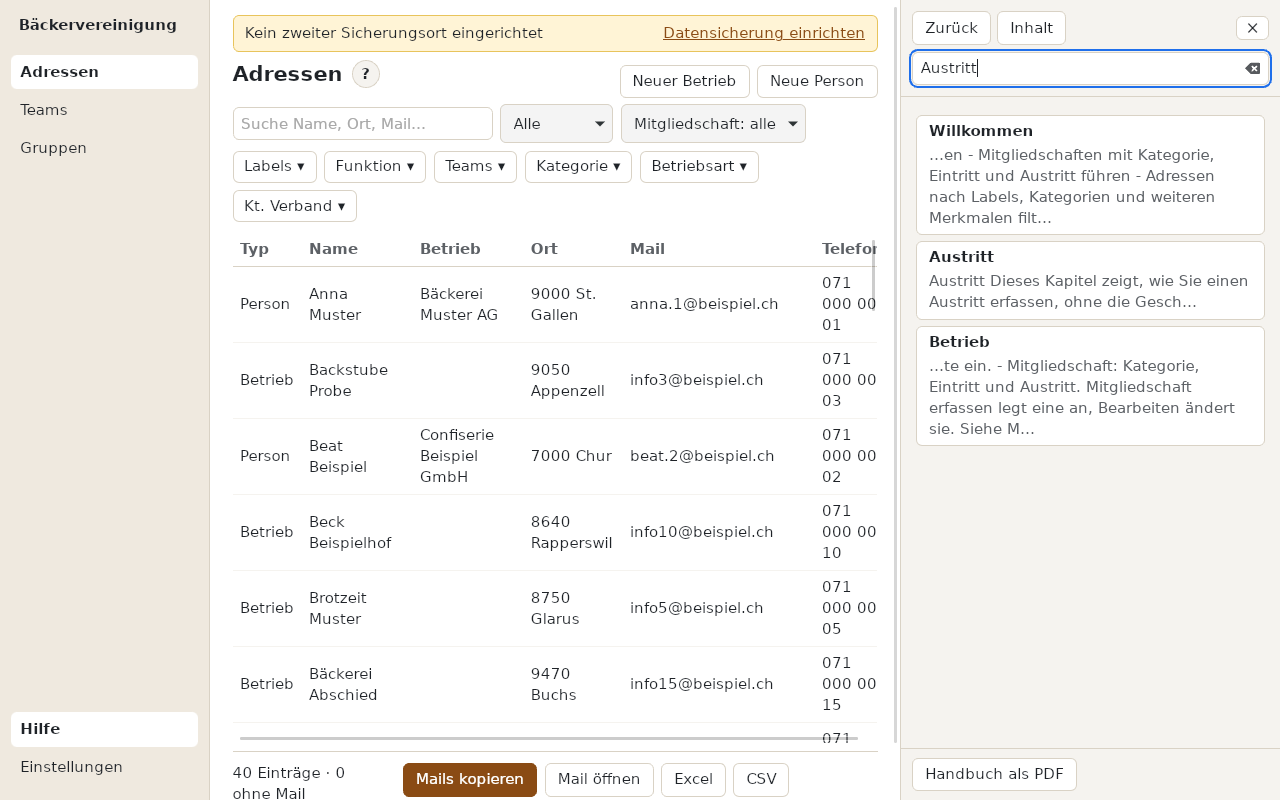 Bäckervereinigung
Adressen
Teams
Gruppen
Hilfe
Einstellungen
Kein zweiter Sicherungsort eingerichtet
Datensicherung einrichten
Adressen
?
Neuer Betrieb
Neue Person
Suche Name, Ort, Mail...
Alle
Mitgliedschaft: alle
Labels ▾
Funktion ▾
Teams ▾
Kategorie ▾
Betriebsart ▾
Kt. Verband ▾
Typ Name Betrieb Ort Mail Telefon
Person
Anna
Muster
Bäckerei
Muster AG
9000 St.
Gallen
anna.1@beispiel.ch
071
000 00
01
Betrieb
Backstube
Probe
9050
Appenzell
info3@beispiel.ch
071
000 00
03
Person
Beat
Beispiel
Confiserie
Beispiel
GmbH
7000 Chur
beat.2@beispiel.ch
071
000 00
02
Betrieb
Beck
Beispielhof
8640
Rapperswil
info10@beispiel.ch
071
000 00
10
Betrieb
Brotzeit
Muster
8750
Glarus
info5@beispiel.ch
071
000 00
05
Betrieb
Bäckerei
Abschied
9470
Buchs
info15@beispiel.ch
071
000 00
15
071
40 Einträge · 0
ohne Mail
Mails kopieren
Mail öffnen
Excel
CSV
Zurück
Inhalt
×
Austritt
Willkommen
…en - Mitgliedschaften mit Kategorie,
Eintritt und Austritt führen - Adressen
nach Labels, Kategorien und weiteren
Merkmalen filt…
Austritt
Austritt Dieses Kapitel zeigt, wie Sie einen
Austritt erfassen, ohne die Gesch…
Betrieb
…te ein. - Mitgliedschaft: Kategorie,
Eintritt und Austritt. Mitgliedschaft
erfassen legt eine an, Bearbeiten ändert
sie. Siehe M…
Handbuch als PDF